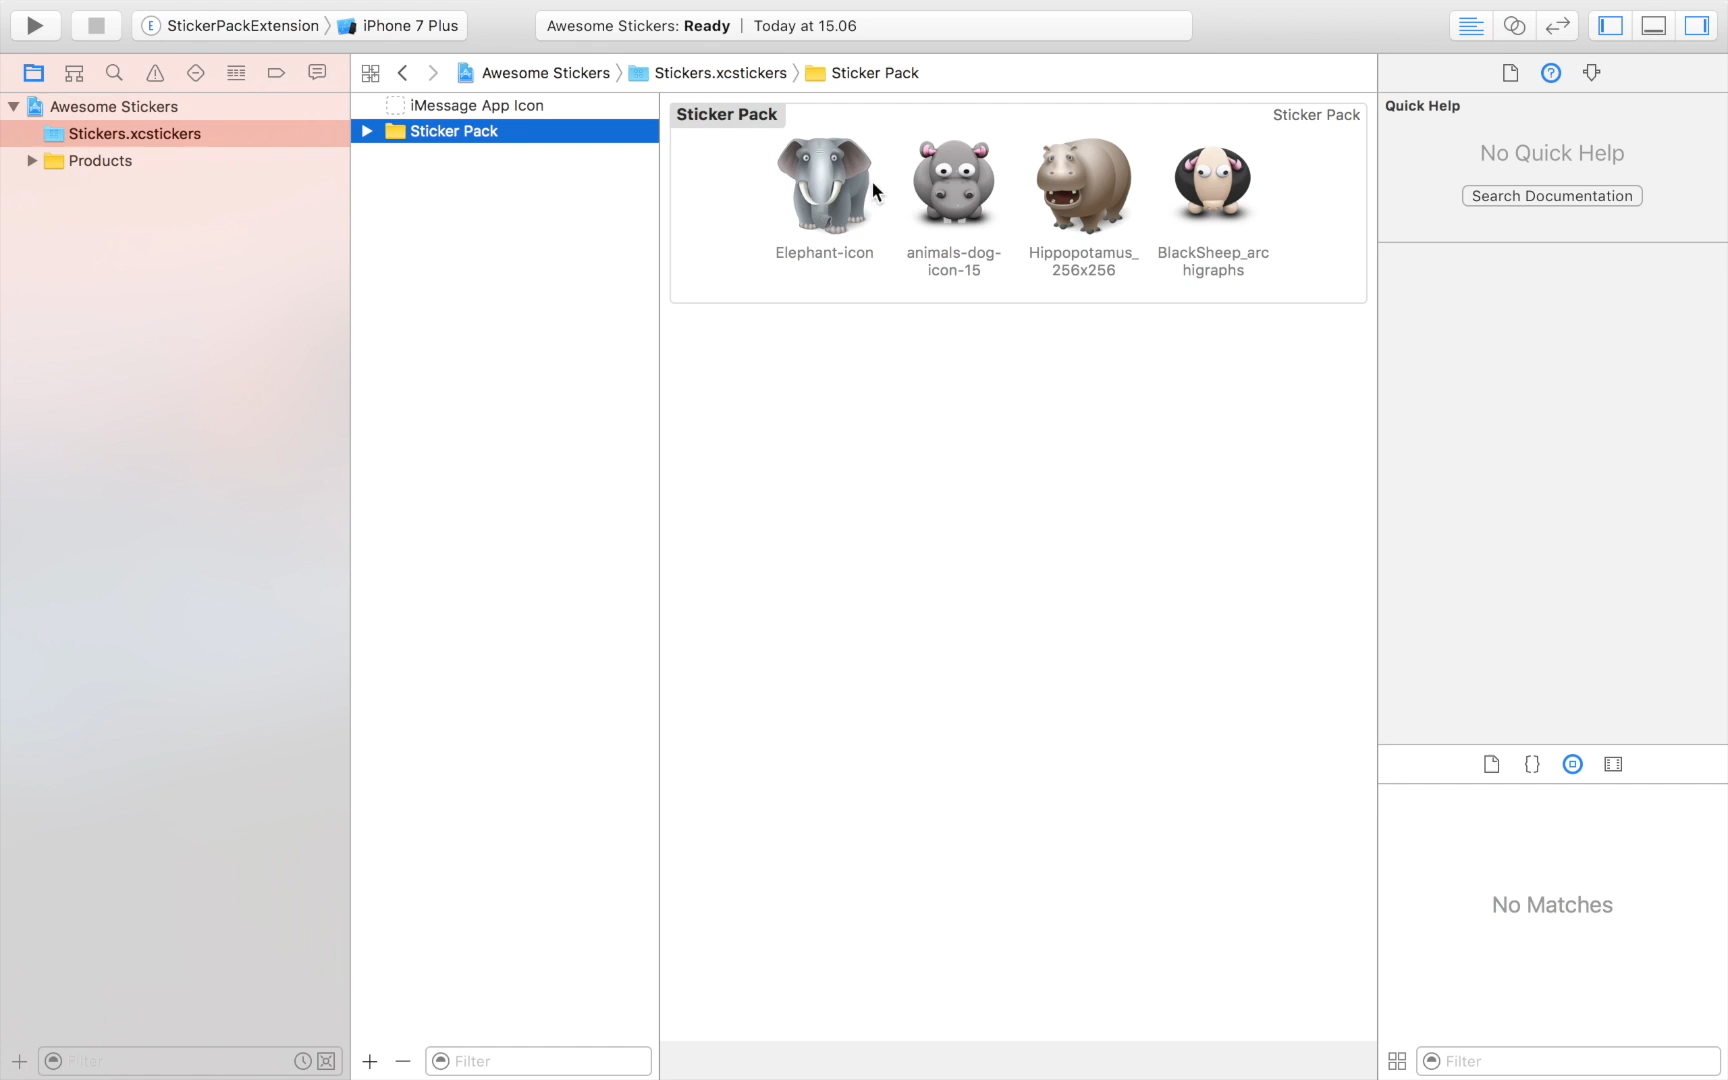 StickerPackExtension
iPhone 7 Plus
Awesome Stickers: Ready | Today at 15.06
Awesome Stickers
Stickers.xcstickers
Sticker Pack
Awesome Stickers
Stickers.xcstickers
Products
iMessage App Icon
Sticker Pack
Sticker Pack
Sticker Pack
Elephant-icon
animals-dog-
icon-15
Hippopotamus_
256x256
BlackSheep_arc
higraphs
Quick Help
No Quick Help
Search Documentation
No Matches
Filter
Filter
Filter